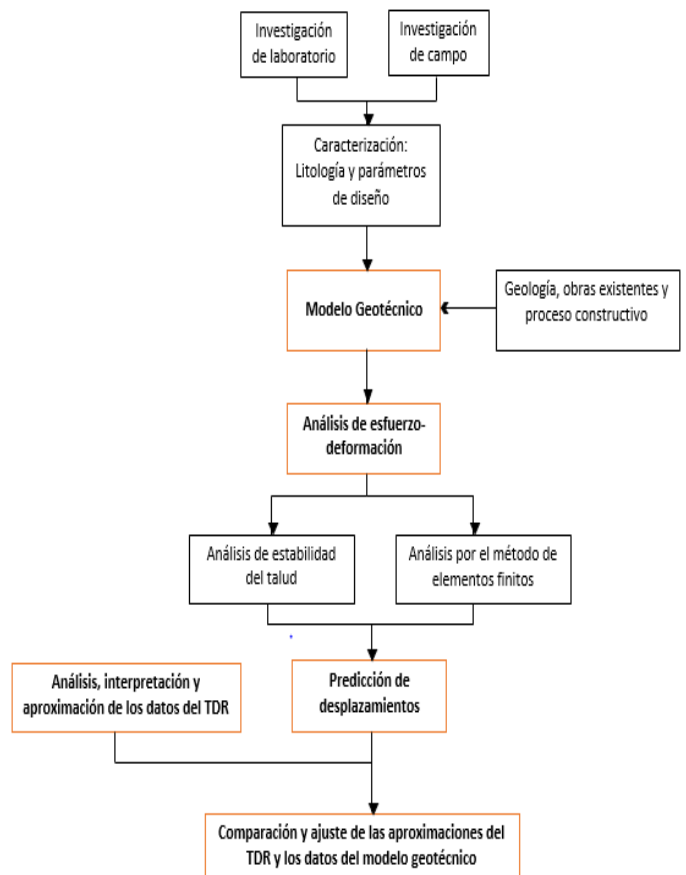 Investigación
de laboratorio
Investigación
de campo
Caracterización:
Litología y parámetros
de diseño
Modelo Geotécnico
Geología, obras existentes y
proceso constructivo
Análisis de esfuerzo-
deformación
Análisis de estabilidad
del talud
Análisis por el método de
elementos finitos
Análisis, interpretación y
aproximación de los datos del TDR
Predicción de
desplazamientos
Comparación y ajuste de las aproximaciones del
TDR y los datos del modelo geotécnico